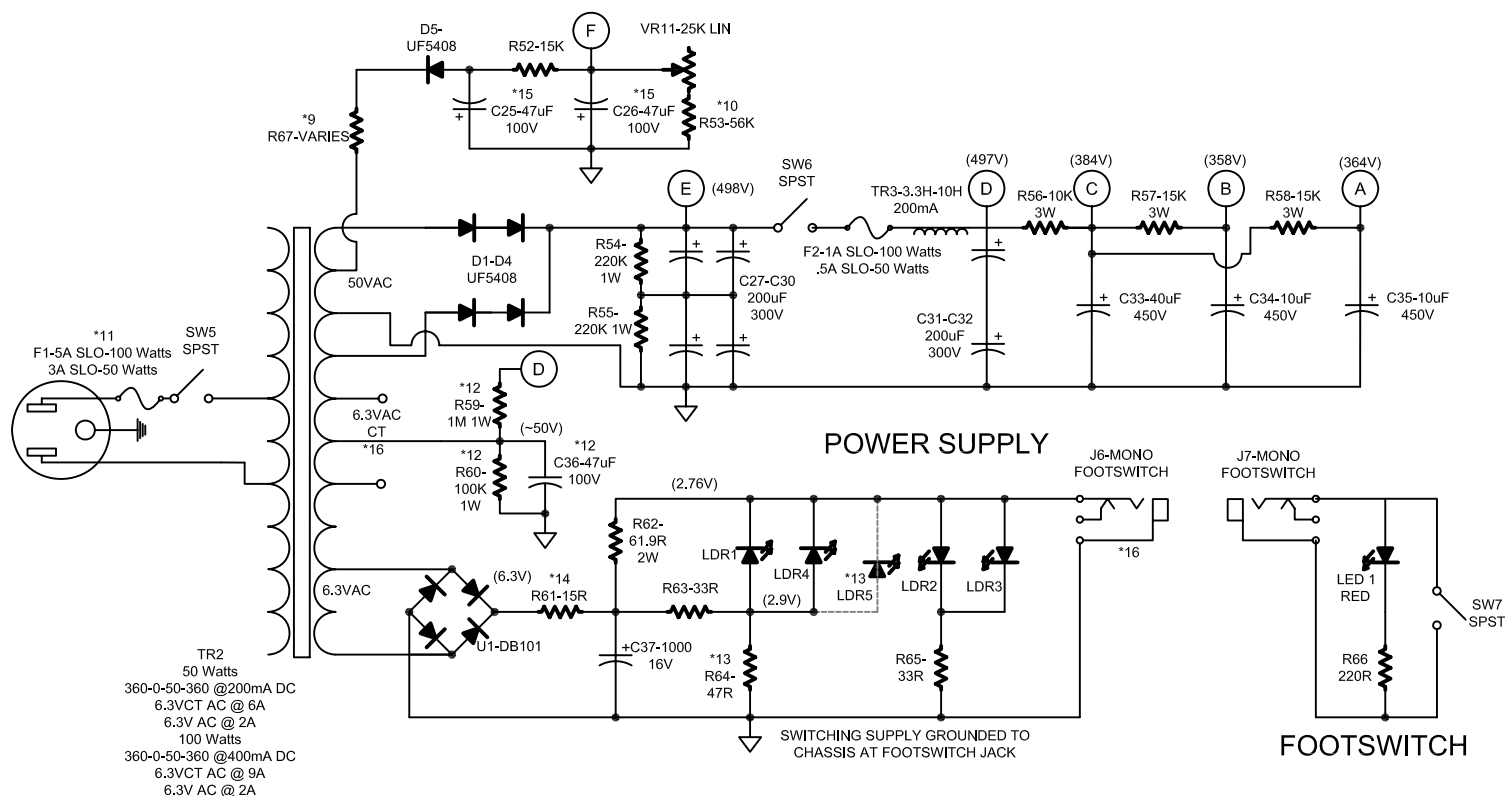 D5-
UF5408
R52-15K
F
VR11-25K LIN
*15
C25-47uF
100V
+
*15
C26-47uF
100V
+
*10
R53-56K
*9
R67-VARIES
50VAC
D1-D4
UF5408
E
(498V)
R54-
220K
1W
R55-
220K 1W
+
+
+
+
C27-C30
200uF
300V
SW6
SPST
F2-1A SLO-100 Watts
.5A SLO-50 Watts
TR3-3.3H-10H
200mA
(497V)
D
+
C31-C32
200uF
300V
+
R56-10K
3W
(384V)
C
+
C33-40uF
450V
R57-15K
3W
(358V)
B
+
C34-10uF
450V
R58-15K
3W
(364V)
A
+
C35-10uF
450V
*11
F1-5A SLO-100 Watts
3A SLO-50 Watts
SW5
SPST
6.3VAC
CT
*16
D
*12
R59-
1M 1W
(~50V)
*12
R60-
100K
1W
*12
C36-47uF
100V
POWER SUPPLY
6.3VAC
U1-DB101
(6.3V)
*14
R61-15R
(2.76V)
R62-
61.9R
2W
R63-33R
+C37-1000
16V
LDR1
LDR4
(2.9V)
*13
LDR5
LDR2
LDR3
*13
R64-
47R
R65-
33R
J6-MONO
FOOTSWITCH
*16
J7-MONO
FOOTSWITCH
LED 1
RED
R66
220R
SW7
SPST
SWITCHING SUPPLY GROUNDED TO
CHASSIS AT FOOTSWITCH JACK
FOOTSWITCH
TR2
50 Watts
360-0-50-360 @200mA DC
6.3VCT AC @ 6A
6.3V AC @ 2A
100 Watts
360-0-50-360 @400mA DC
6.3VCT AC @ 9A
6.3V AC @ 2A